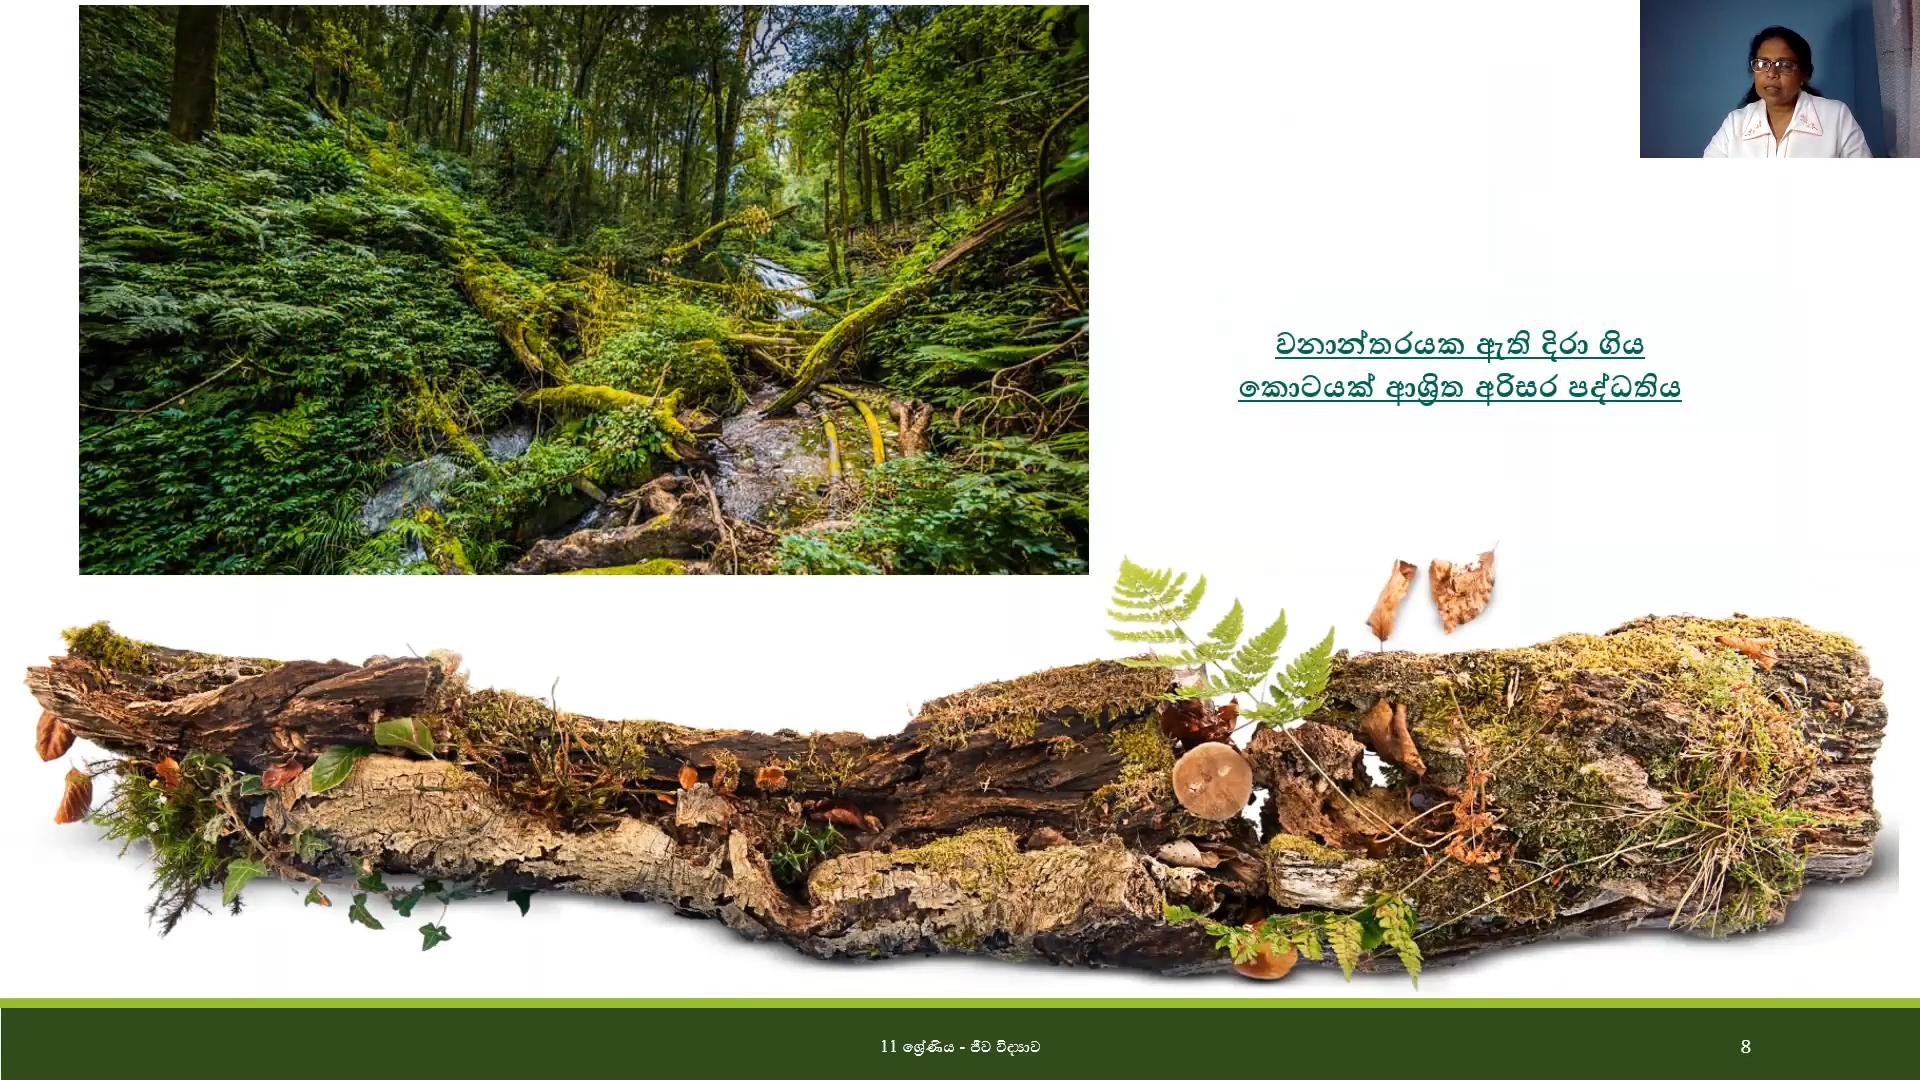 වනාන්තරයක ඇති දිරා ගිය
කොටයක් ආශ්‍රිත අරිසර පද්ධතිය
11 ශ්‍රේණිය - ජීව විද්‍යාව
8